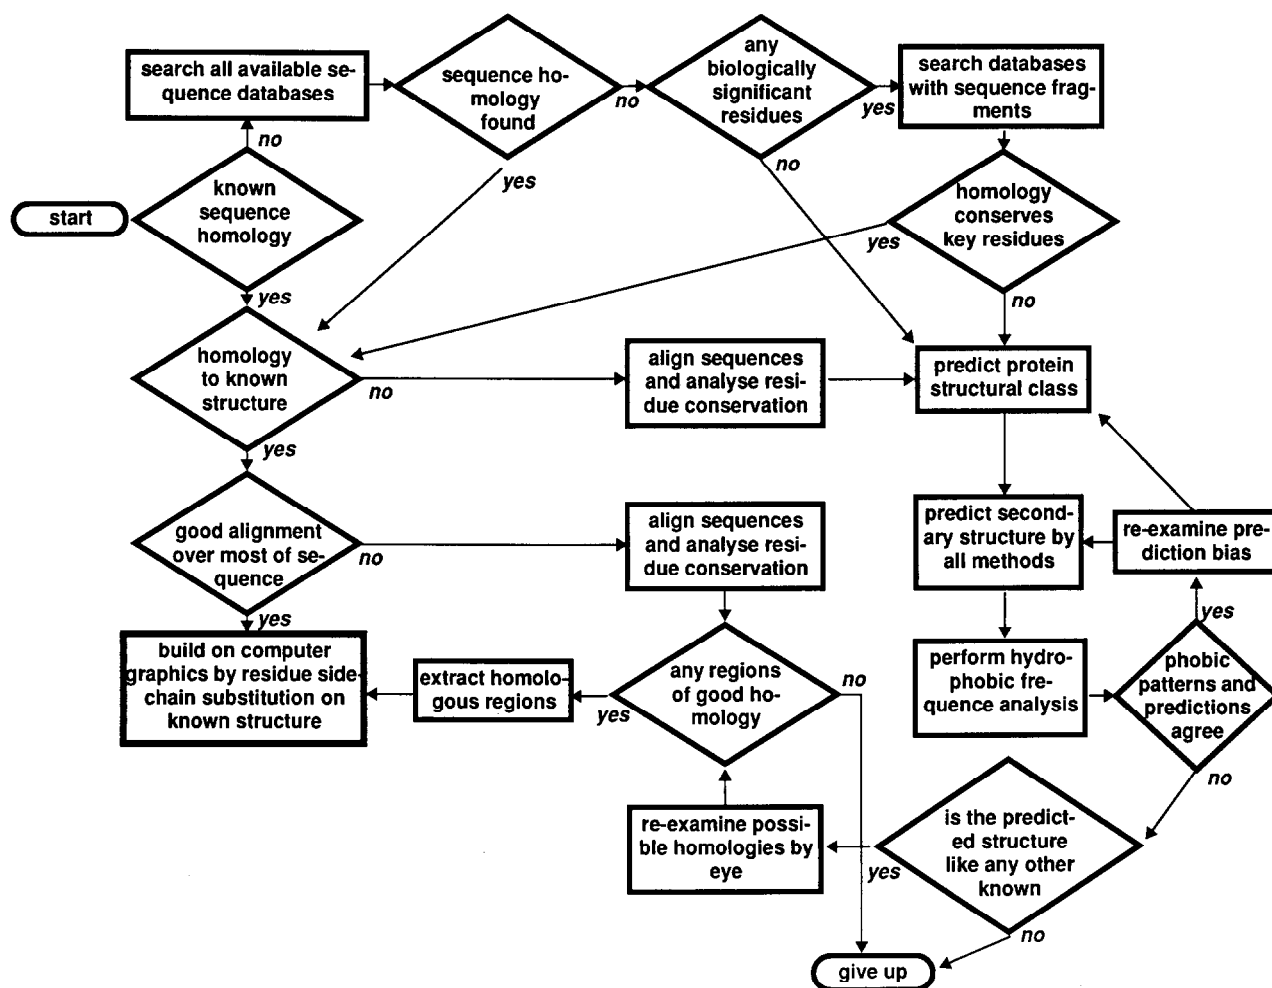 search all available se-
quence databases
sequence ho-
mology
found
any
biologically
significant
residues
search databases
with sequence frag-
ments
no
yes
no
yes
no
start
known
sequence
homology
homology
conserves
key residues
yes
yes
no
homology
to known
structure
no
align sequences
and analyse resi-
due conservation
predict protein
structural class
yes
good alignment
over most of se-
quence
no
align sequences
and analyse resi-
due conservation
predict second-
ary structure by
all methods
re-examine pre-
diction bias
yes
yes
build on computer
graphics by residue side-
chain substitution on
known structure
extract homolo-
gous regions
yes
any regions
of good ho-
mology
no
perform hydro-
phobic fre-
quence analysis
phobic
patterns and
predictions
agree
no
re-examine possi-
ble homologies by
eye
yes
is the predict-
ed structure
like any other
known
no
give up